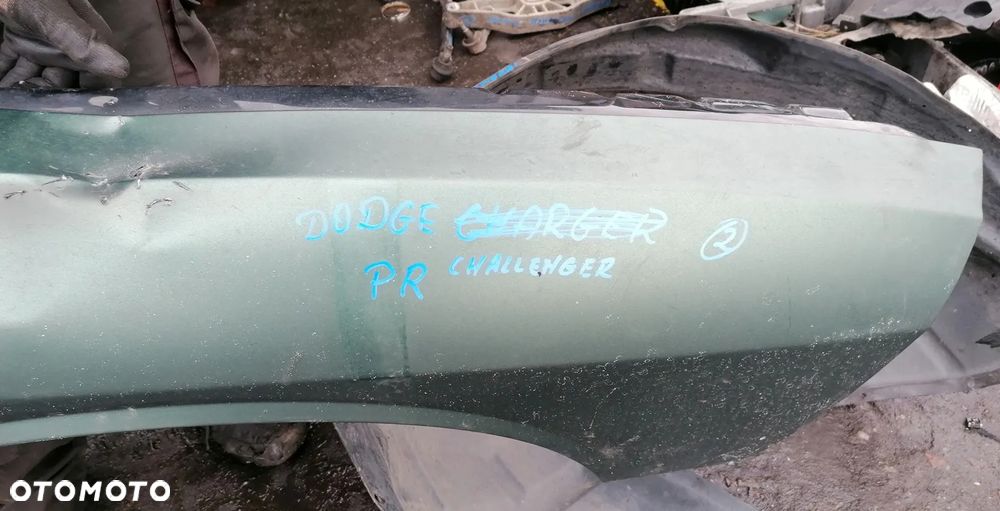 DODGE CHARGER 2
PR CHALLENGER
OTOMOTO